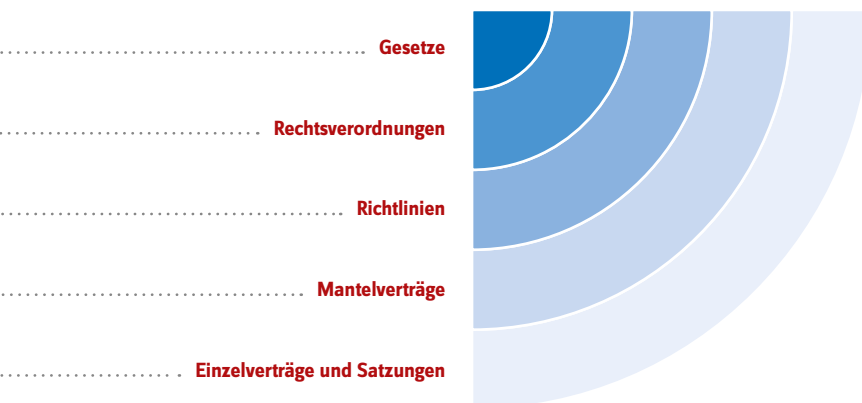 Gesetze
Rechtsverordnungen
Richtlinien
Mantelverträge
Einzelverträge und Satzungen